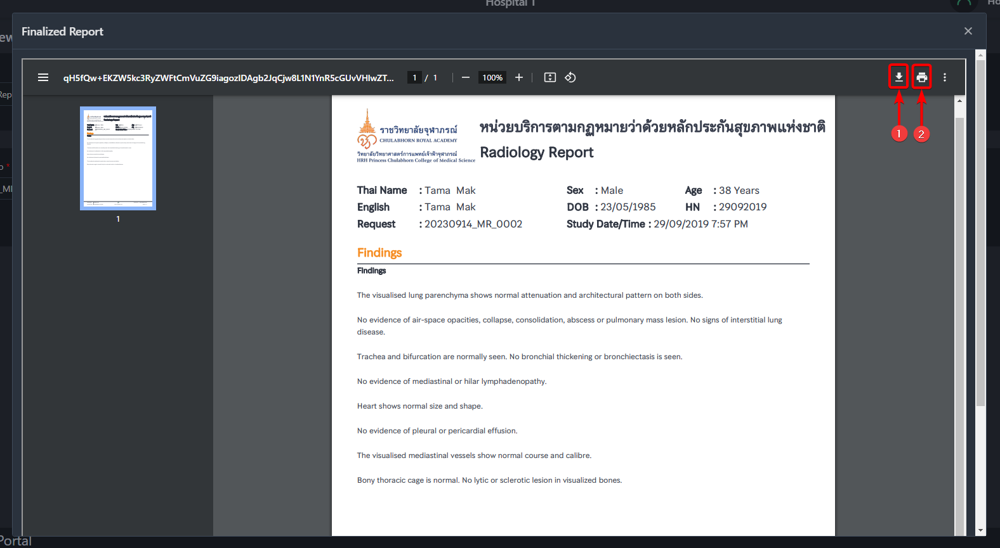 Hospital 1
Ho
Finalized Report
ew
qH5fQw+EKZW5kc3RyZWFtCmVuZG9iagozIDAgb2JqCjw8L1N1YnR5cGUvVHlwZT...
1 / 1
100%
1
2
Rep
o *
_MR
1
ราชวิทยาลัยจุฬาภรณ์
CHULABHORN ROYAL ACADEMY
วิทยาลัยวิทยาศาสตร์การแพทย์เจ้าฟ้าจุฬาภรณ์
HRH Princess Chulabhorn College of Medical Science
หน่วยบริการตามกฏหมายว่าด้วยหลักประกันสุขภาพแห่งชาติ
Radiology Report
Thai Name : Tama Mak Sex : Male Age : 38 Years
English : Tama Mak DOB : 23/05/1985 HN : 29092019
Request : 20230914_MR_0002 Study Date/Time : 29/09/2019 7:57 PM
Findings
Findings
The visualised lung parenchyma shows normal attenuation and architectural pattern on both sides.
No evidence of air-space opacities, collapse, consolidation, abscess or pulmonary mass lesion. No signs of interstitial lung
disease.
Trachea and bifurcation are normally seen. No bronchial thickening or bronchiectasis is seen.
No evidence of mediastinal or hilar lymphadenopathy.
Heart shows normal size and shape.
No evidence of pleural or pericardial effusion.
The visualised mediastinal vessels show normal course and calibre.
Bony thoracic cage is normal. No lytic or sclerotic lesion in visualized bones.
Portal